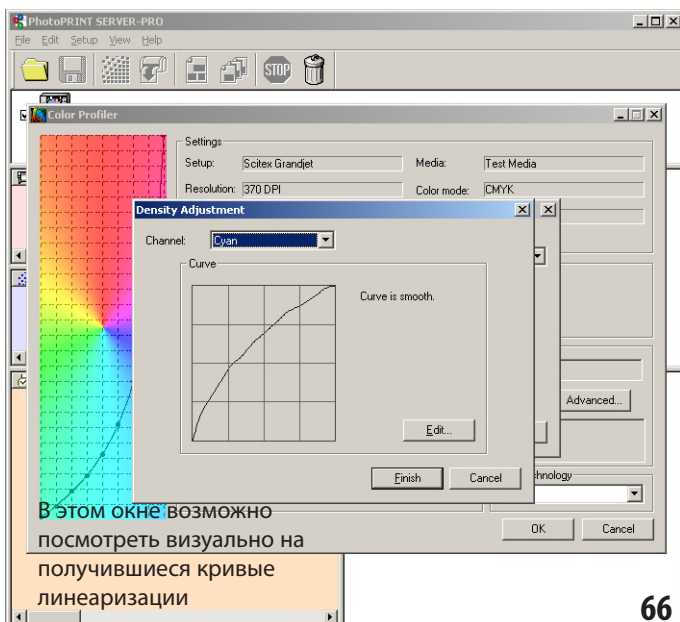 PhotoPRINT SERVER-PRO
File Edit Setup View Help
STOP
Color Profiler
Settings
Setup: Scitex Grandjet Media: Test Media
Resolution: 370 DPI Color mode: CMYK
Density Adjustment
Channel: Cyan
Curve
Curve is smooth.
Edit...
Advanced...
Finish Cancel
OK Cancel
В этом окне возможно
посмотреть визуально на
получившиеся кривые
линеаризации
66